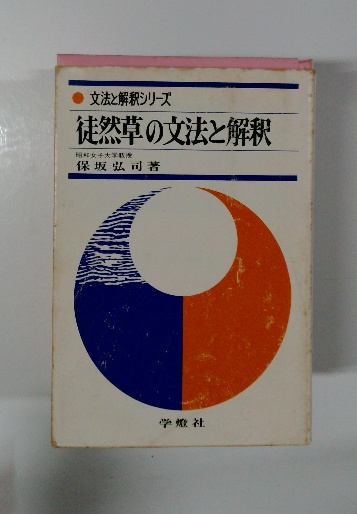 ● 文法と解釈シリーズ
徒然草の文法と解釈
昭和女子大学教授
保坂弘司著
学燈社